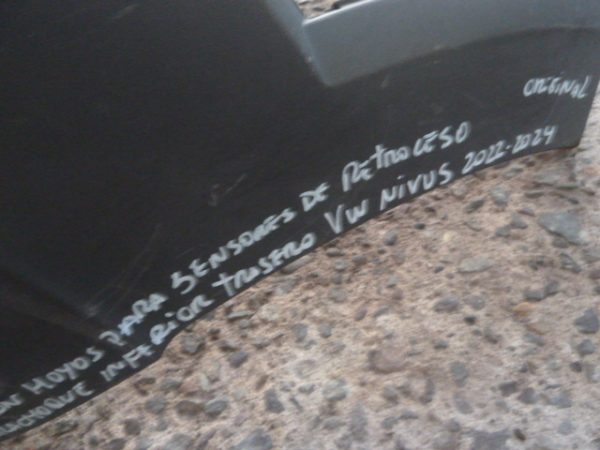 ORIGINAL
HOYOS PARA SENSORES DE RETROCESO
INFERIOR TRASERO VW NIVUS 2022-2024